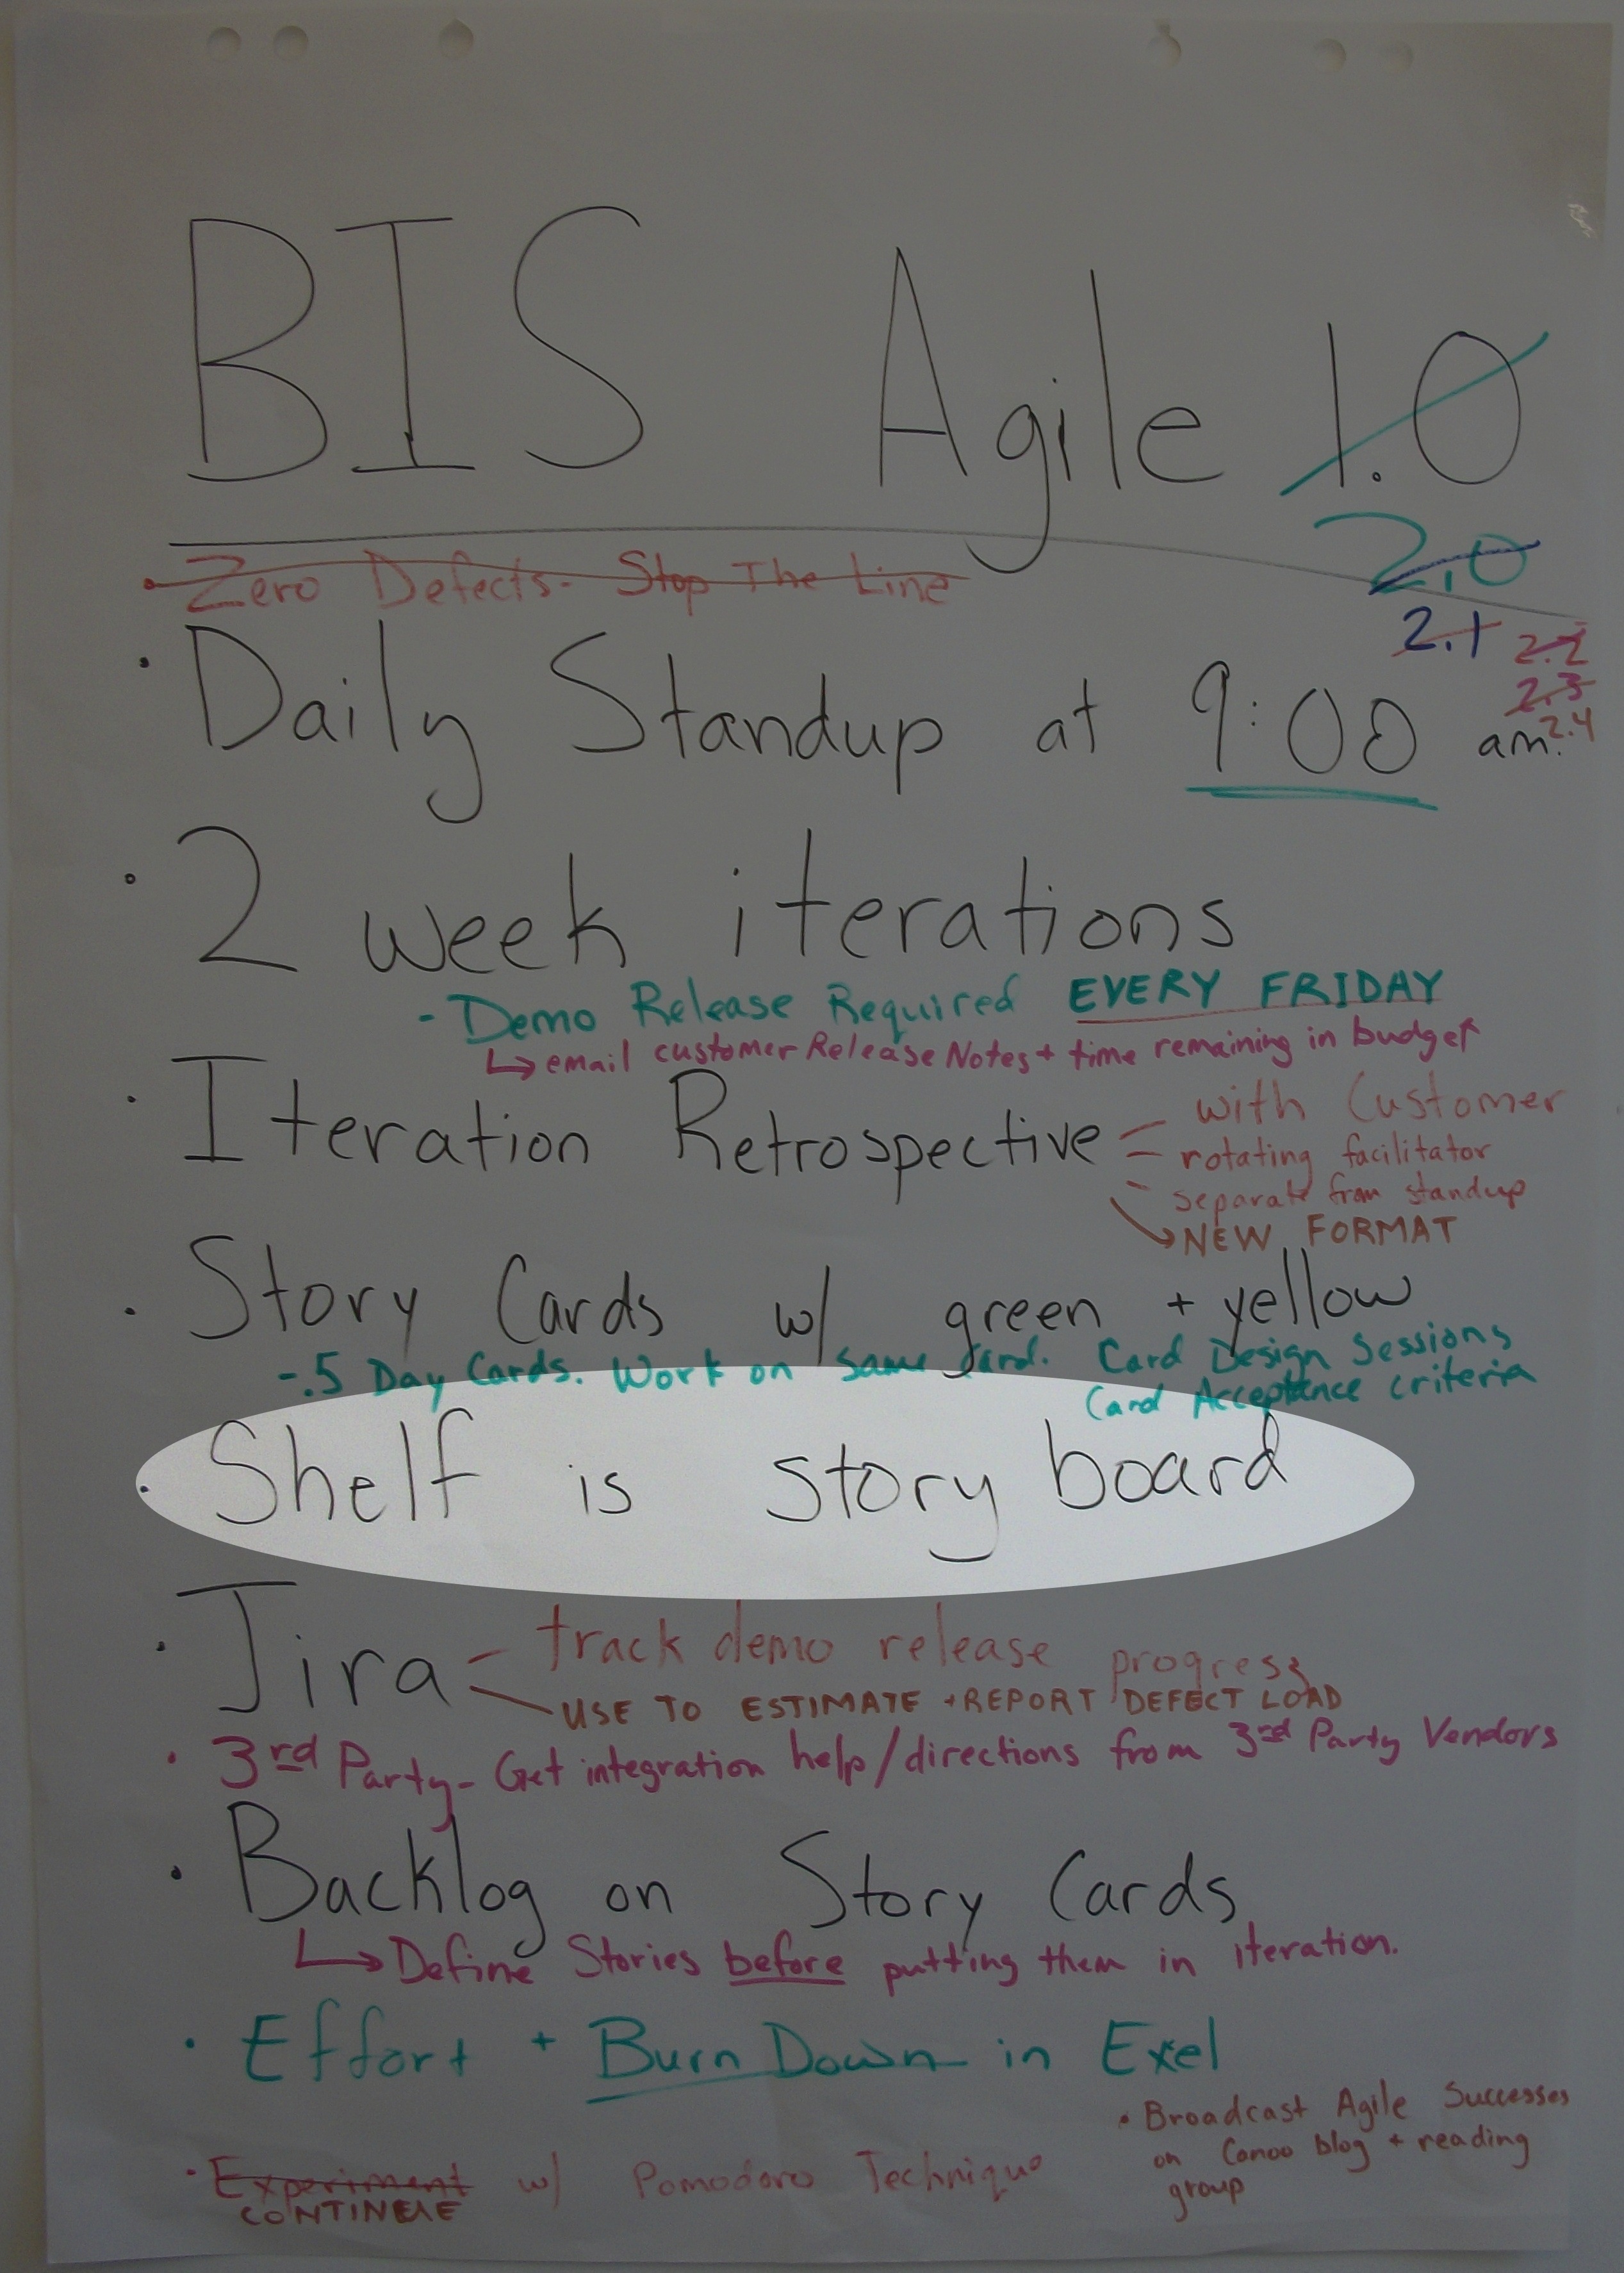 BIS Agile 1.0
2.0
• Zero Defects - Stop The Line
2.1 2.2
2.3
2.4
• Daily Standup at 9:00 am.
• 2 week iterations
- Demo Release Required EVERY FRIDAY
↳ email customer Release Notes + time remaining in budget
• Iteration Retrospective - with Customer
- rotating facilitator
- separate from standup
↘ NEW FORMAT
• Story Cards w/ green + yellow
- .5 Day Cards. Work on same card. Card Design Sessions
Card Acceptance criteria
• Shelf is story board
• Jira - track demo release progress
USE TO ESTIMATE + REPORT DEFECT LOAD
• 3rd Party - Get integration help/directions from 3rd Party Vendors
• Backlog on Story Cards
↳ Define Stories before putting them in iteration.
• Effort + Burn Down in Exel
• Broadcast Agile Successes
on Canoo blog + reading
group
• Experiment w/ Pomodoro Technique
CONTINUE